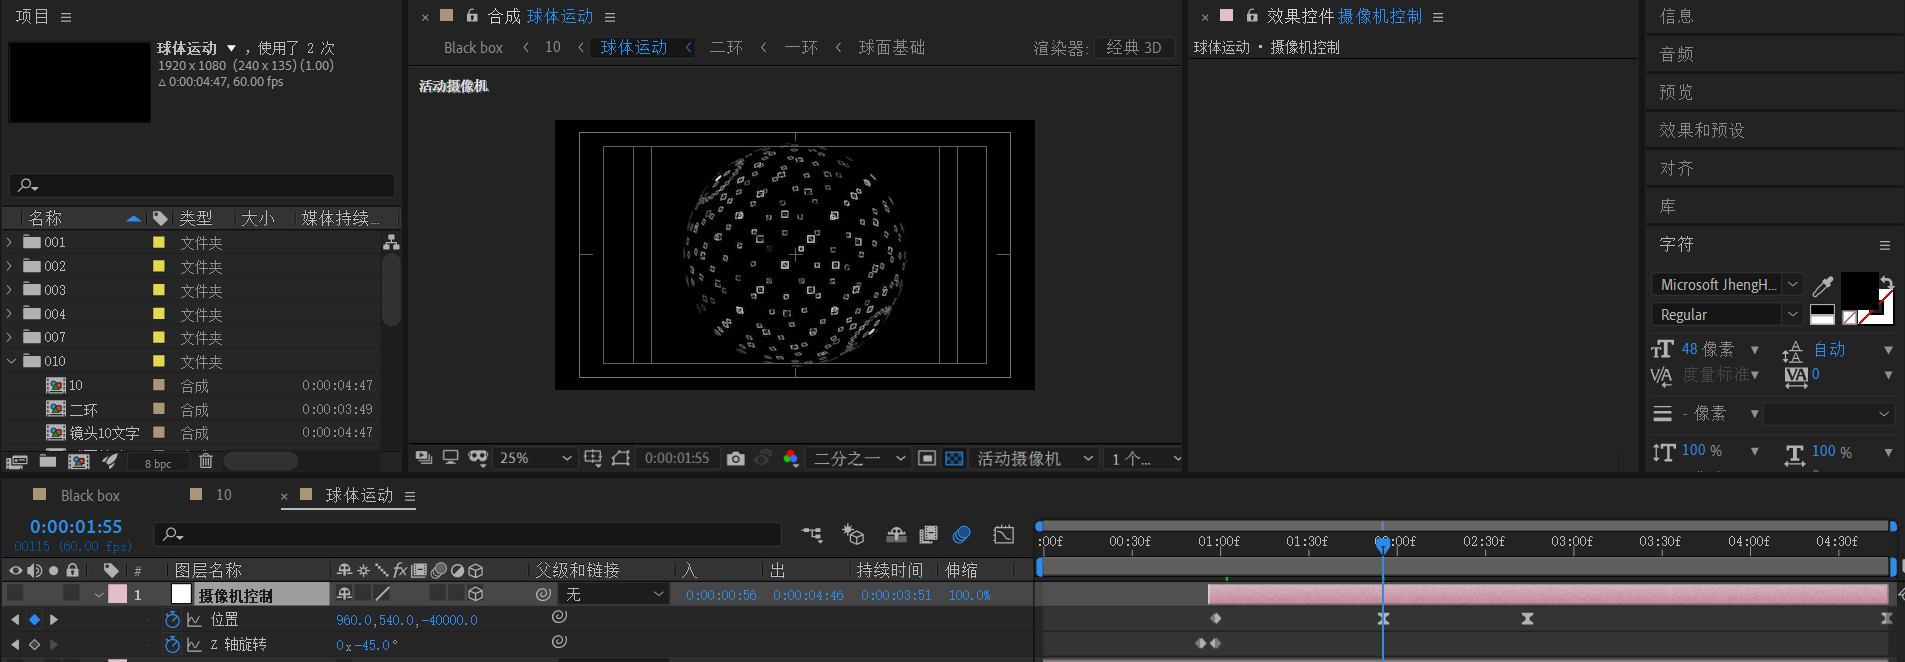 项目
球体运动 ▼ ，使用了 2 次
1920 x 1080 (240 x 135) (1.00)
△ 0:00:04:47, 60.00 fps
名称 类型 大小 媒体持续...
001 文件夹
002 文件夹
003 文件夹
004 文件夹
007 文件夹
010 文件夹
10 合成 0:00:04:47
二环 合成 0:00:03:49
镜头10文字 合成 0:00:04:47
8 bpc
× 合成 球体运动
Black box ‹ 10 ‹ 球体运动 ‹ 二环 ‹ 一环 ‹ 球面基础 渲染器: 经典 3D
活动摄像机
25% 0:00:01:55 二分之一 活动摄像机 1 个...
× 效果控件 摄像机控制
球体运动 · 摄像机控制
信息
音频
预览
效果和预设
对齐
库
字符
Microsoft JhengH...
Regular
48 像素 自动
度量标准 0
- 像素
100 % 100 %
Black box 10 × 球体运动
0:00:01:55
00115 (60.00 fps)
# 图层名称 父级和链接 入 出 持续时间 伸缩
1 摄像机控制 无 0:00:00:56 0:00:04:46 0:00:03:51 100.0%
位置 960.0,540.0,-40000.0
Z 轴旋转 0x-45.0°
:00f 00:30f 01:00f 01:30f 02:30f 03:00f 03:30f 04:00f 04:30f